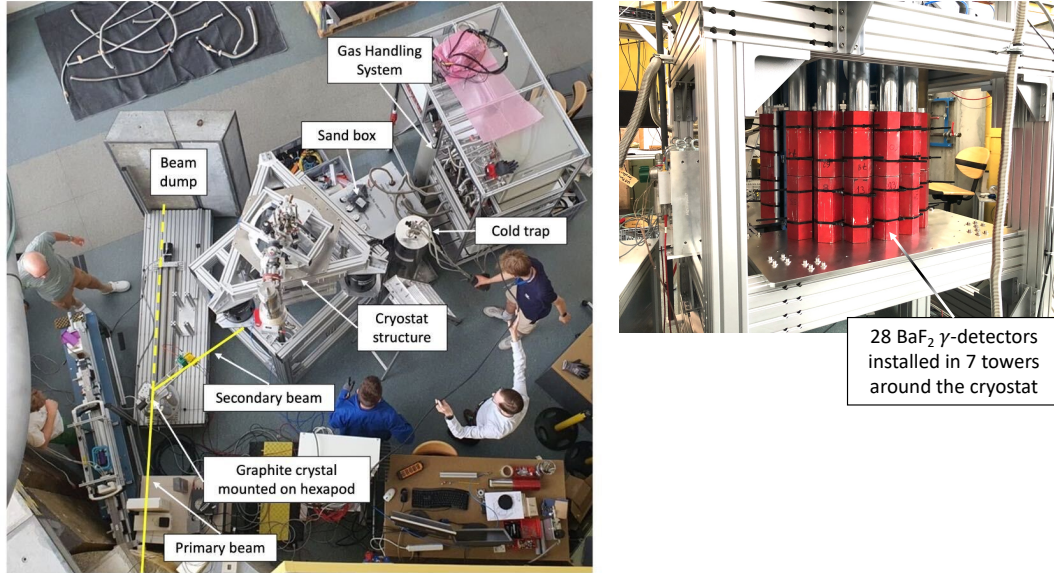 Gas Handling
System
Sand box
Beam
dump
Cold trap
Cryostat
structure
Secondary beam
Graphite crystal
mounted on hexapod
Primary beam
28 BaF₂ γ-detectors
installed in 7 towers
around the cryostat